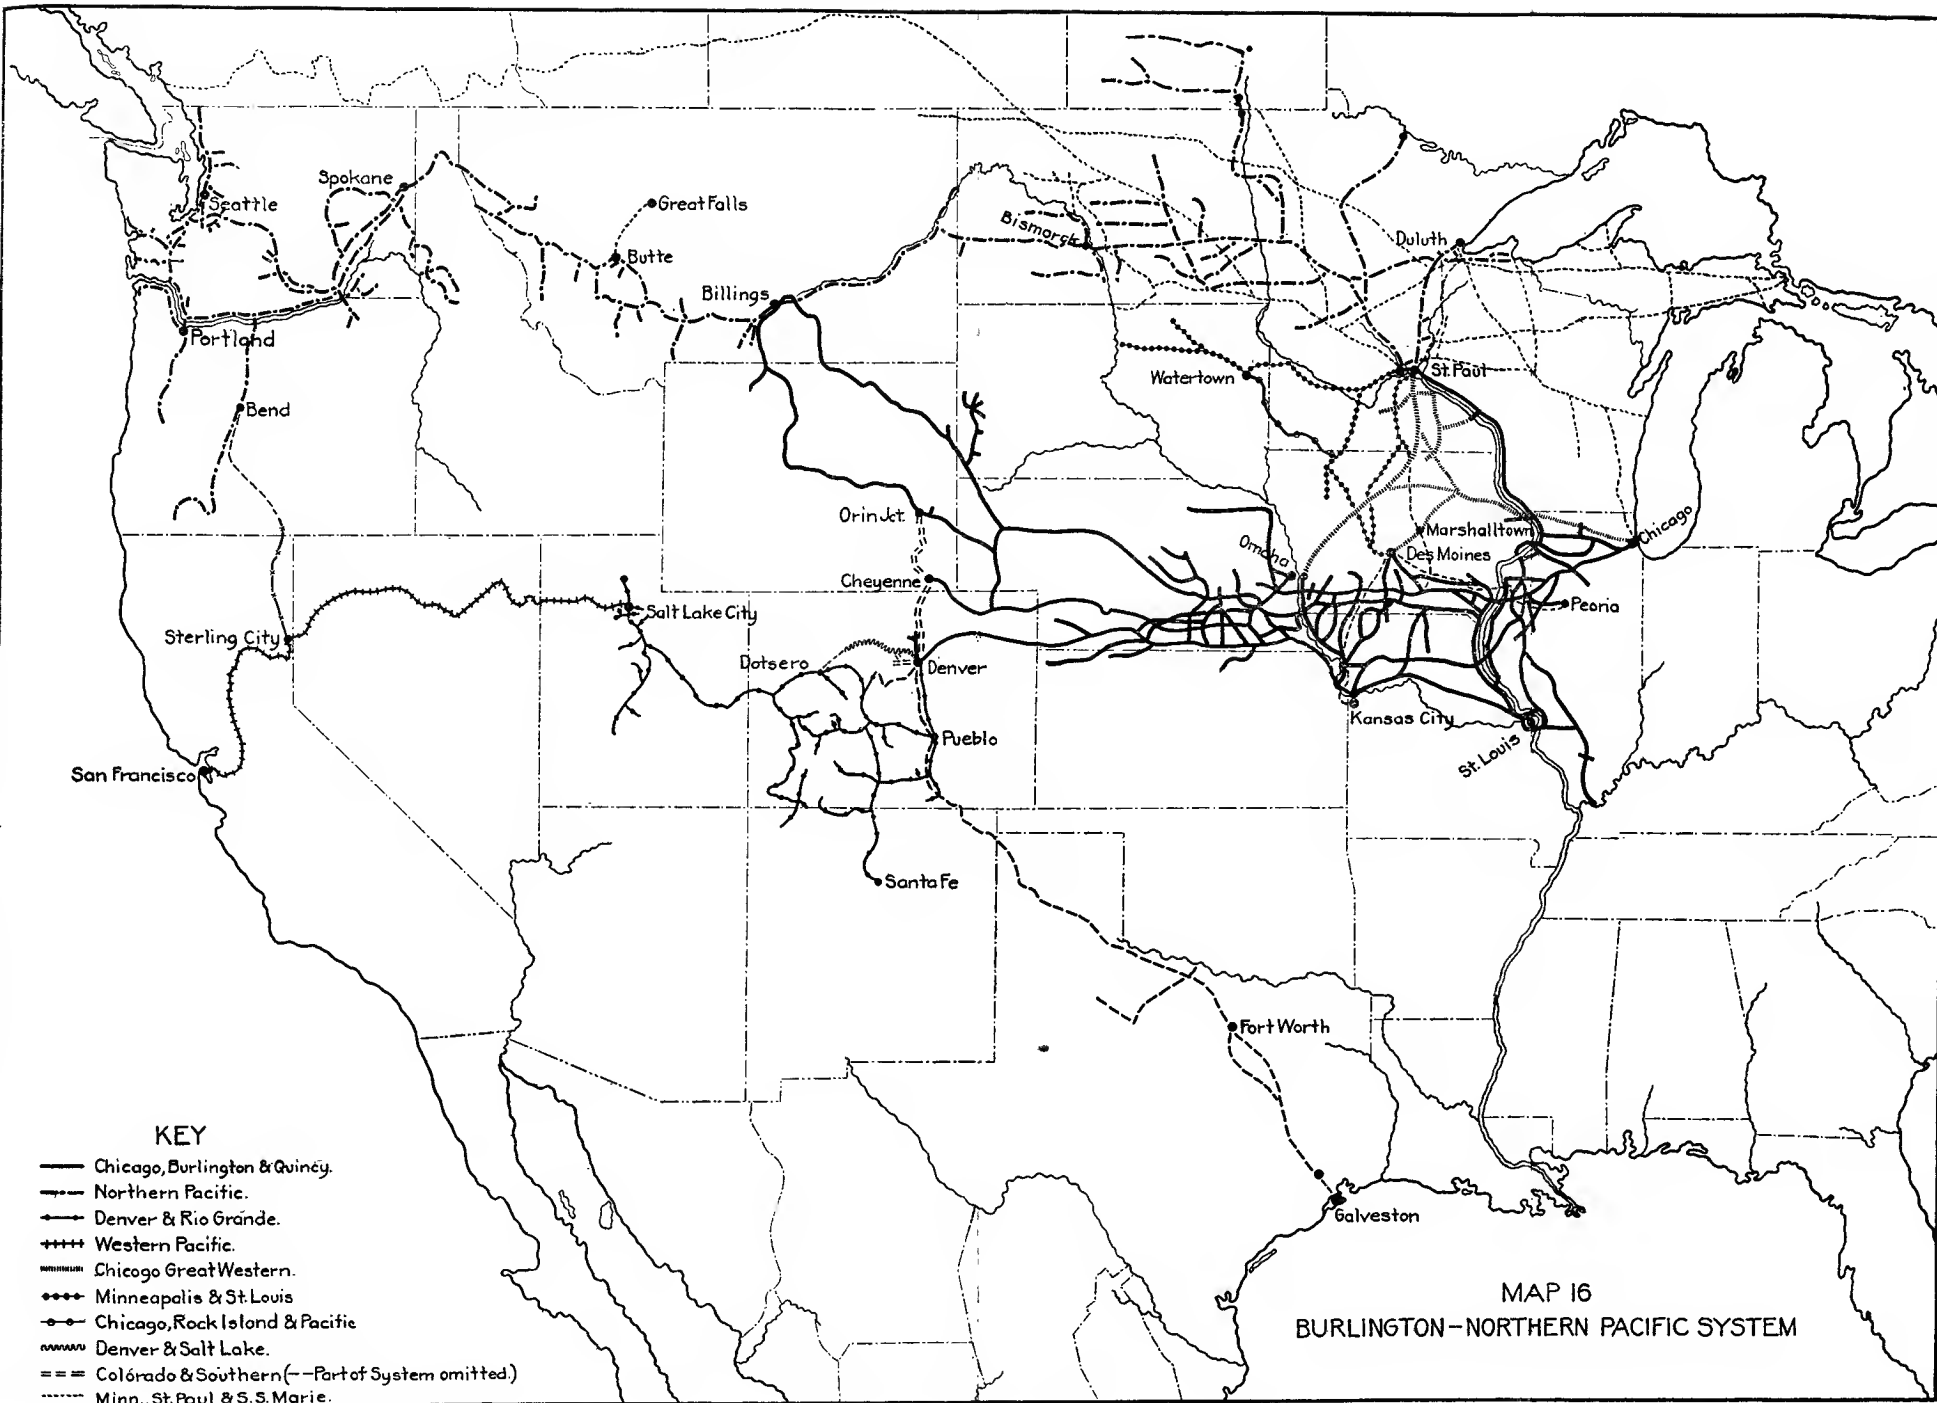 Spokane
Seattle
Great Falls
Butte
Billings
Bismarck
Duluth
Portland
Watertown
St. Paul
Bend
Orin Jct.
Omaha
Marshalltown
Des Moines
Chicago
Cheyenne
Salt Lake City
Peoria
Sterling City
Dotsero
Denver
Kansas City
Pueblo
St. Louis
San Francisco
Santa Fe
Fort Worth
Galveston
KEY
Chicago, Burlington & Quincy.
Northern Pacific.
Denver & Rio Grande.
Western Pacific.
Chicogo Great Western.
Minneapolis & St. Louis
Chicago, Rock Island & Pacific
Denver & Salt Lake.
Colorado & Southern (-- Part of System omitted.)
Minn., St. Paul & S.S. Marie.
MAP 16
BURLINGTON-NORTHERN PACIFIC SYSTEM